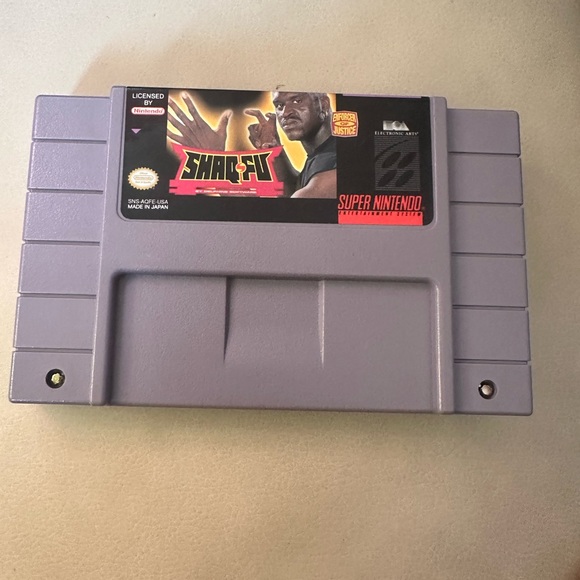 LICENSED
BY
Nintendo
SHAQ-FU
ENFORCER
OF
JUSTICE
ELECTRONIC ARTS
SNS-AQFE-USA
MADE IN JAPAN
SUPER NINTENDO
ENTERTAINMENT SYSTEM